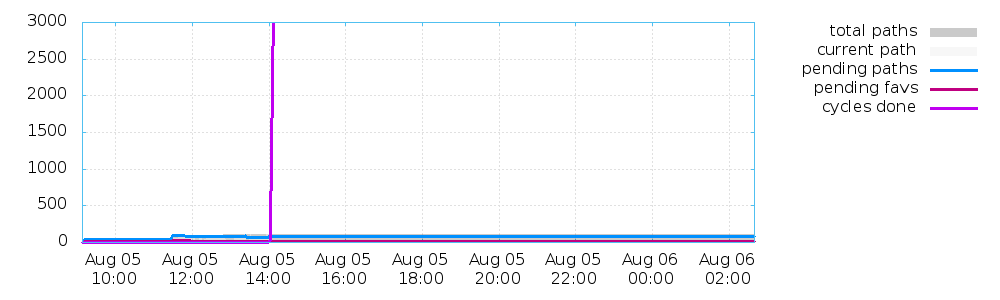 3000
2500
2000
1500
1000
500
0
Aug 05 Aug 05 Aug 05 Aug 05 Aug 05 Aug 05 Aug 05 Aug 06 Aug 06
10:00 12:00 14:00 16:00 18:00 20:00 22:00 00:00 02:00
total paths
current path
pending paths
pending favs
cycles done